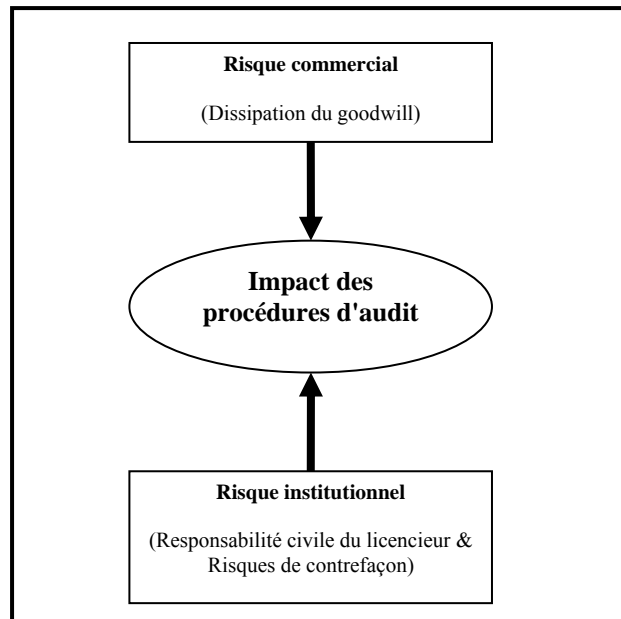 Risque commercial
(Dissipation du goodwill)
Impact des
procédures d'audit
Risque institutionnel
(Responsabilité civile du licencieur &
Risques de contrefaçon)